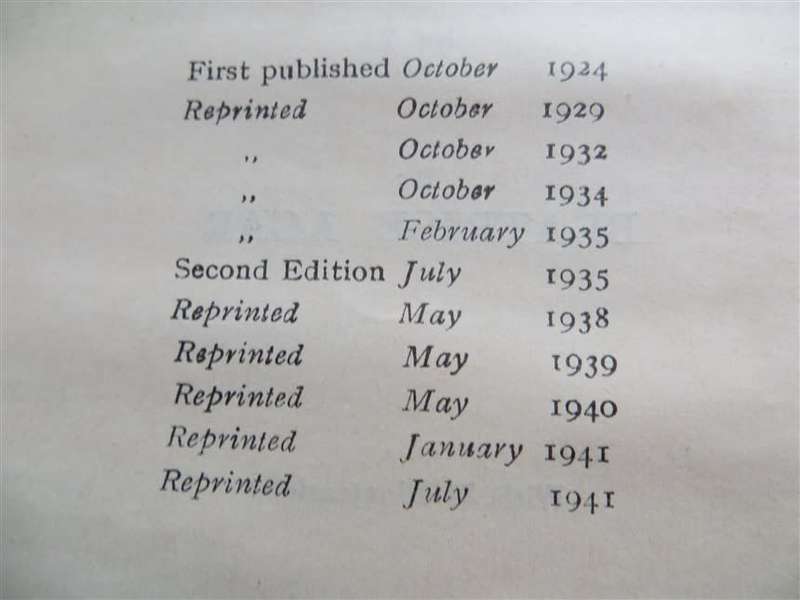 First published October 1924
Reprinted October 1929
„ October 1932
„ October 1934
„ February 1935
Second Edition July 1935
Reprinted May 1938
Reprinted May 1939
Reprinted May 1940
Reprinted January 1941
Reprinted July 1941